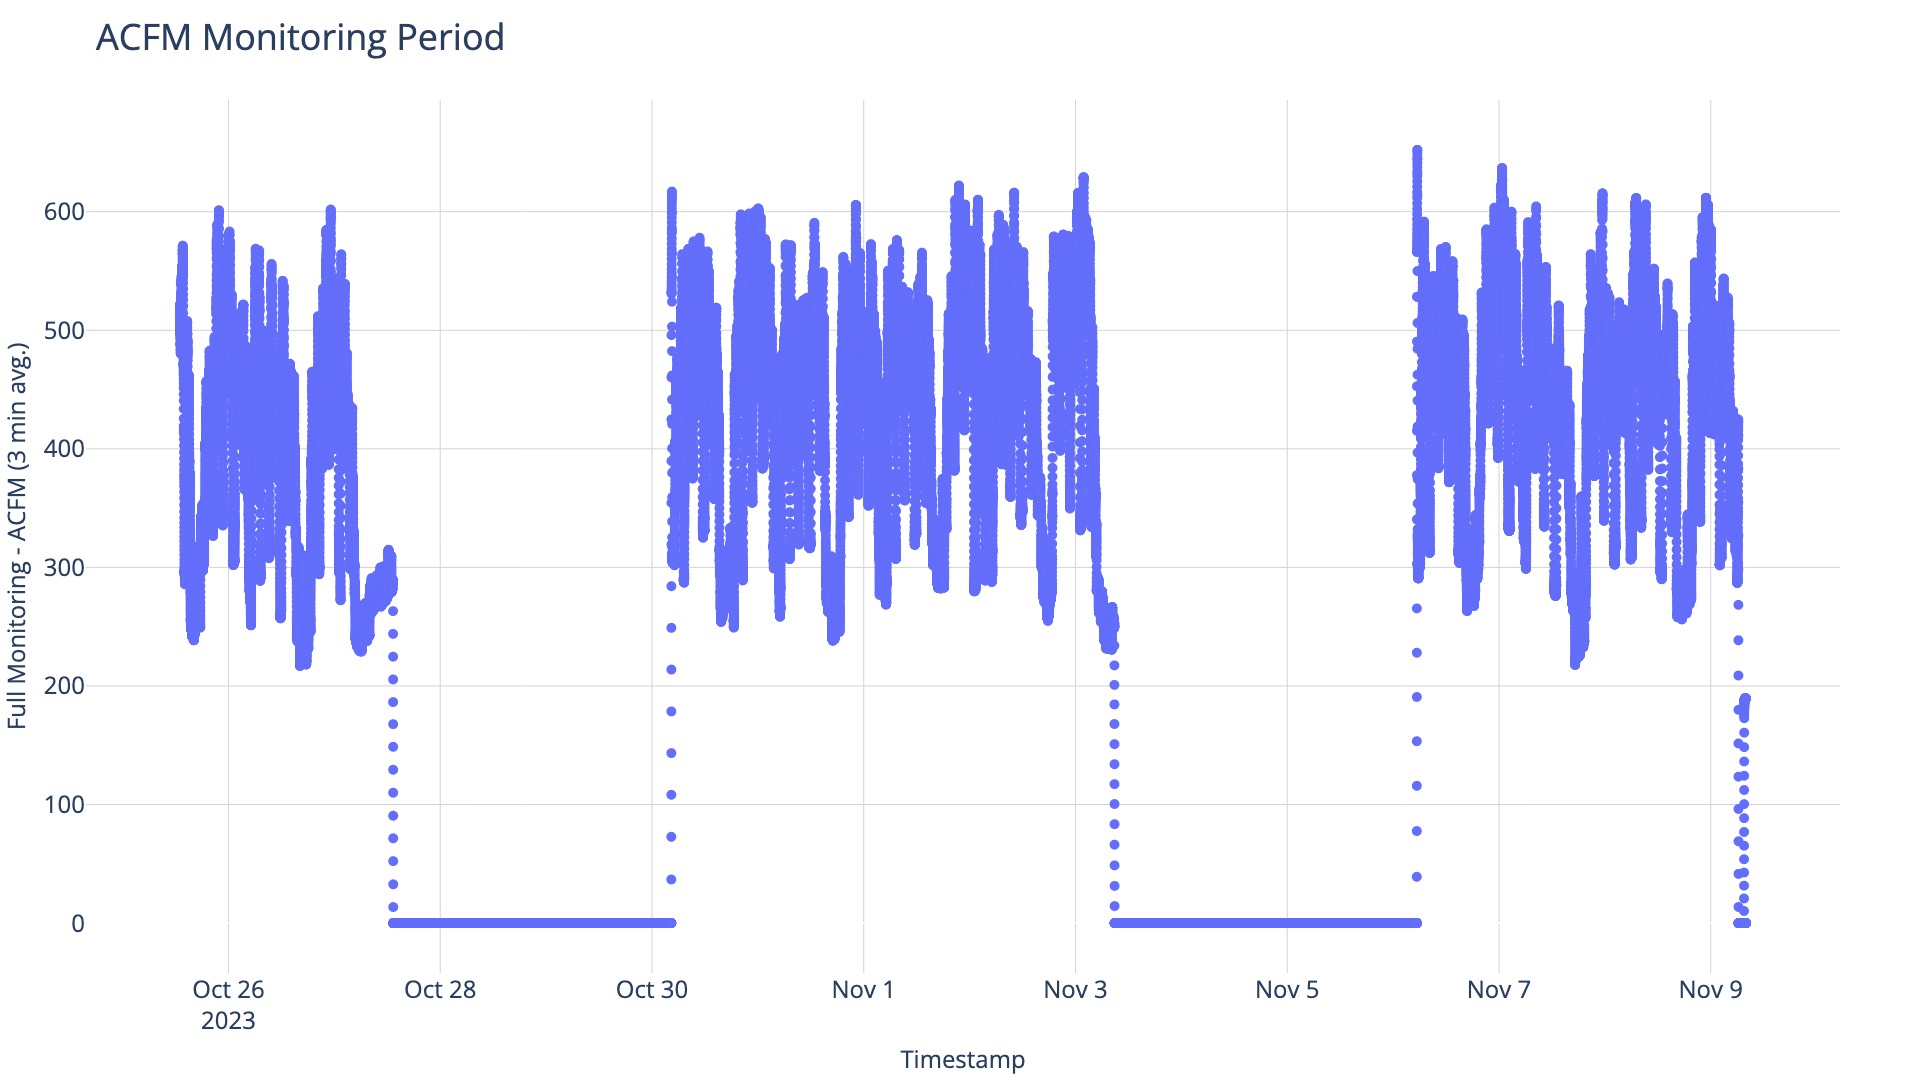 ACFM Monitoring Period
Full Monitoring - ACFM (3 min avg.)
600
500
400
300
200
100
0
Oct 26
2023
Oct 28
Oct 30
Nov 1
Nov 3
Nov 5
Nov 7
Nov 9
Timestamp